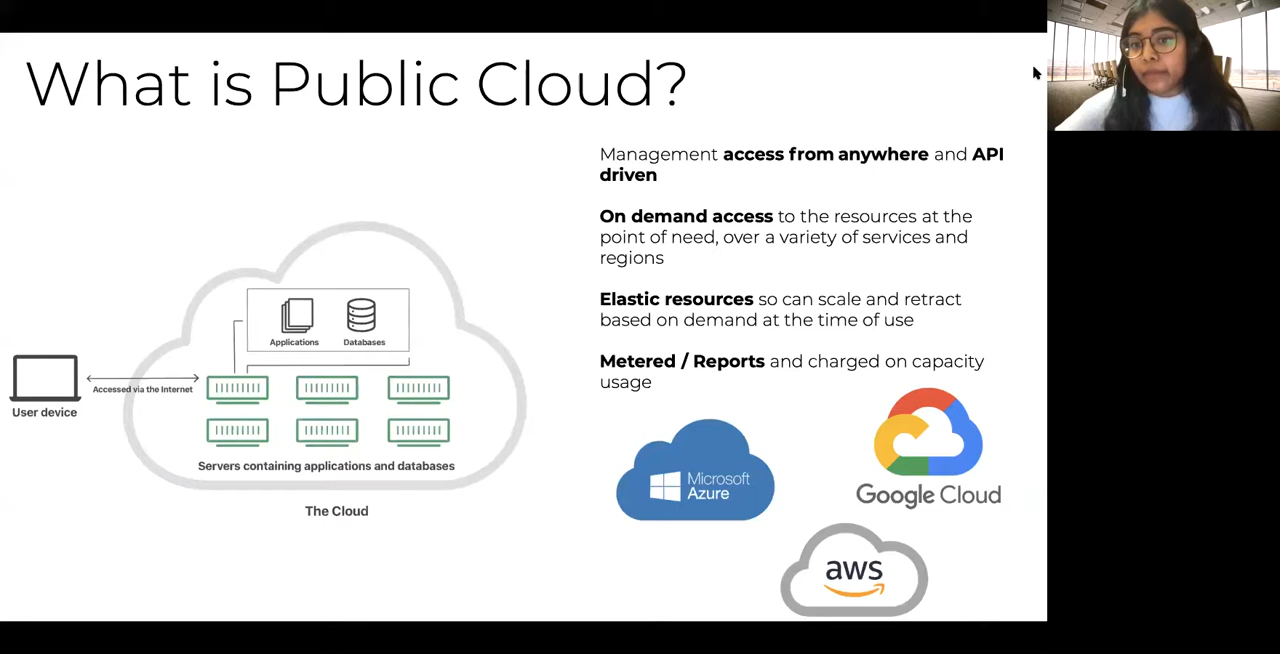 What is Public Cloud?
Management access from anywhere and API
driven
On demand access to the resources at the
point of need, over a variety of services and
regions
Elastic resources so can scale and retract
based on demand at the time of use
Metered / Reports and charged on capacity
usage
Applications
Databases
Accessed via the Internet
User device
Servers containing applications and databases
The Cloud
Microsoft
Azure
Google Cloud
aws